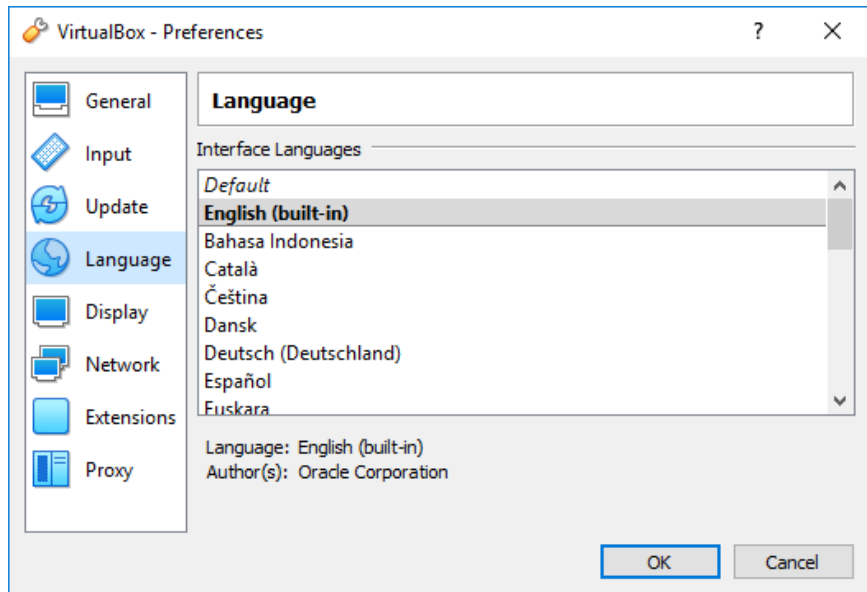 VirtualBox - Preferences
?
General
Input
Update
Language
Display
Network
Extensions
Proxy
Language
Interface Languages
Default
English (built-in)
Bahasa Indonesia
Català
Čeština
Dansk
Deutsch (Deutschland)
Español
Euskara
Language: English (built-in)
Author(s): Oracle Corporation
OK
Cancel